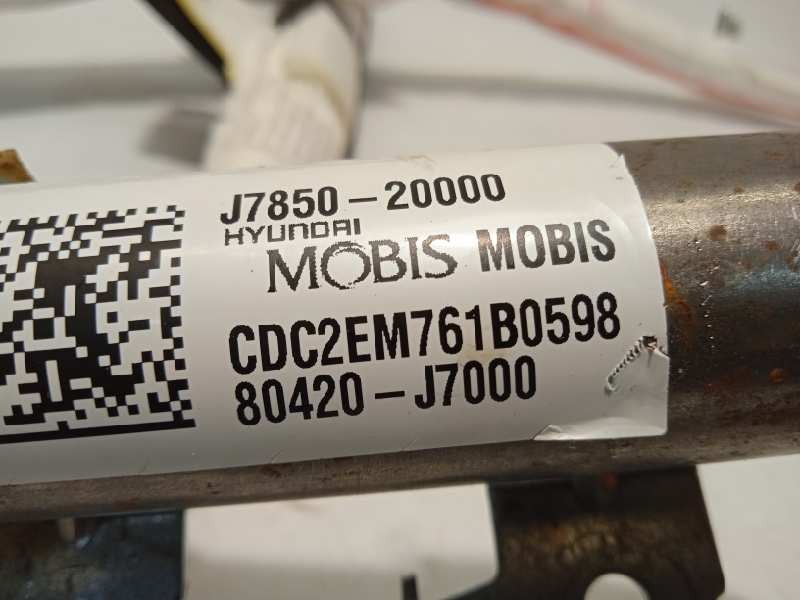 J7850-20000
HYUNDAI
MOBIS MOBIS
CDC2EM761B0598
80420-J7000